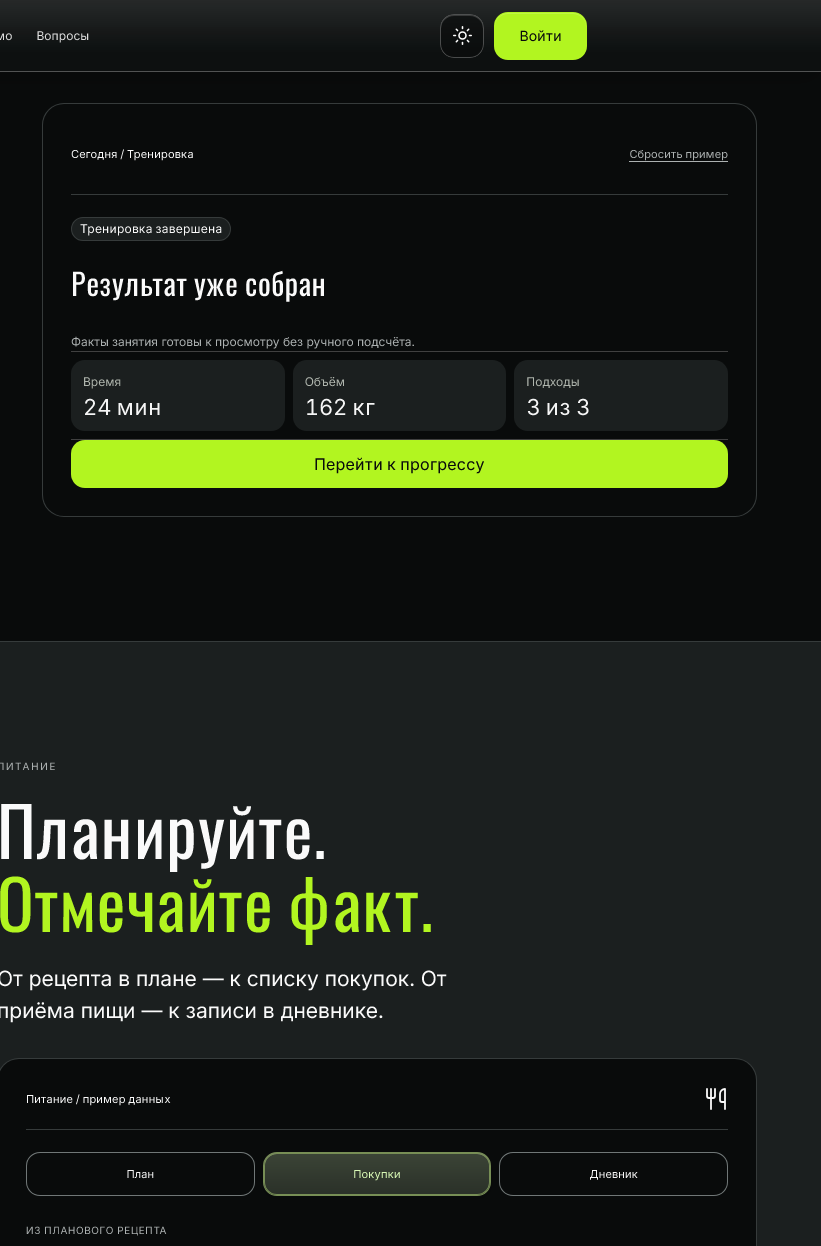 Вопросы
Войти
Сегодня / Тренировка
Сбросить пример
Тренировка завершена
Результат уже собран
Факты занятия готовы к просмотру без ручного подсчёта.
Время
24 мин
Объём
162 кг
Подходы
3 из 3
Перейти к прогрессу
ПИТАНИЕ
Планируйте.
Отмечайте факт.
От рецепта в плане — к списку покупок. От
приёма пищи — к записи в дневнике.
Питание / пример данных
План
Покупки
Дневник
ИЗ ПЛАНОВОГО РЕЦЕПТА